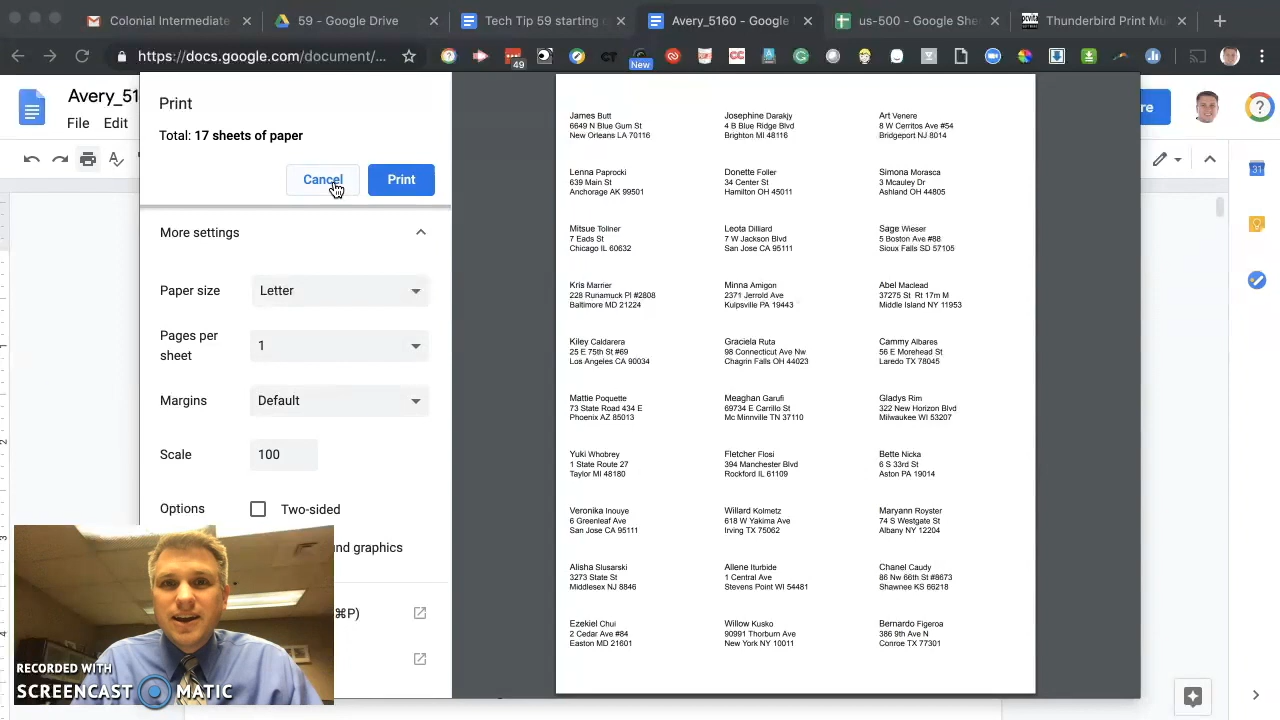 Colonial Intermediate
59 - Google Drive
Tech Tip 59 starting
Avery_5160 - Google
us-500 - Google She
Thunderbird Print Mu
https://docs.google.com/document/...
49
New
Avery_51
File Edit
re
31
Print
Total: 17 sheets of paper
Cancel Print
More settings
Paper size Letter
Pages per
sheet
1
Margins Default
Scale 100
Options Two-sided
nd graphics
⌘P)
James Butt
6649 N Blue Gum St
New Orleans LA 70116
Josephine Darakjy
4 B Blue Ridge Blvd
Brighton MI 48116
Art Venere
8 W Cerritos Ave #54
Bridgeport NJ 8014
Lenna Paprocki
639 Main St
Anchorage AK 99501
Donette Foller
34 Center St
Hamilton OH 45011
Simona Morasca
3 Mcauley Dr
Ashland OH 44805
Mitsue Tollner
7 Eads St
Chicago IL 60632
Leota Dilliard
7 W Jackson Blvd
San Jose CA 95111
Sage Wieser
5 Boston Ave #88
Sioux Falls SD 57105
Kris Marrier
228 Runamuck Pl #2808
Baltimore MD 21224
Minna Amigon
2371 Jerrold Ave
Kulpsville PA 19443
Abel Maclead
37275 St Rt 17m M
Middle Island NY 11953
Kiley Caldarera
25 E 75th St #69
Los Angeles CA 90034
Graciela Ruta
98 Connecticut Ave Nw
Chagrin Falls OH 44023
Cammy Albares
56 E Morehead St
Laredo TX 78045
Mattie Poquette
73 State Road 434 E
Phoenix AZ 85013
Meaghan Garufi
69734 E Carrillo St
Mc Minnville TN 37110
Gladys Rim
322 New Horizon Blvd
Milwaukee WI 53207
Yuki Whobrey
1 State Route 27
Taylor MI 48180
Fletcher Flosi
394 Manchester Blvd
Rockford IL 61109
Bette Nicka
6 S 33rd St
Aston PA 19014
Veronika Inouye
6 Greenleaf Ave
San Jose CA 95111
Willard Kolmetz
618 W Yakima Ave
Irving TX 75062
Maryann Royster
74 S Westgate St
Albany NY 12204
Alisha Slusarski
3273 State St
Middlesex NJ 8846
Allene Iturbide
1 Central Ave
Stevens Point WI 54481
Chanel Caudy
86 Nw 66th St #8673
Shawnee KS 66218
Ezekiel Chui
2 Cedar Ave #84
Easton MD 21601
Willow Kusko
90991 Thorburn Ave
New York NY 10011
Bernardo Figeroa
386 9th Ave N
Conroe TX 77301
RECORDED WITH
SCREENCAST MATIC